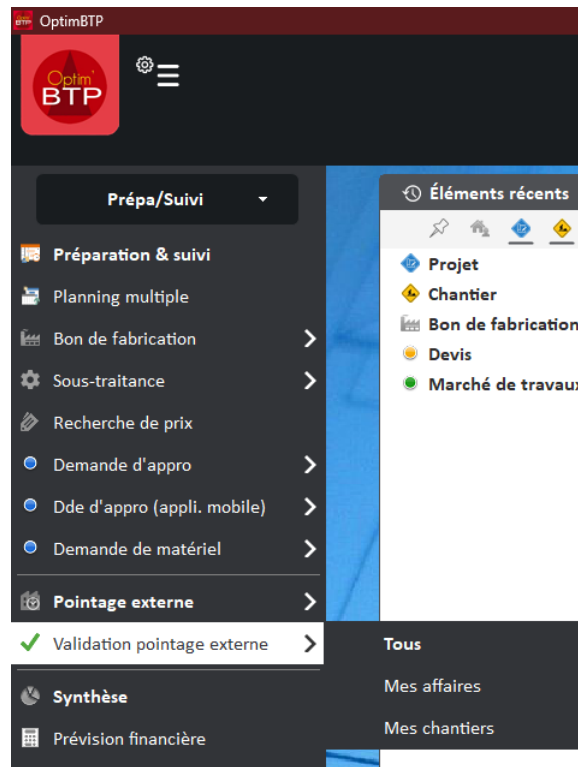 OptimBTP
Optim'
BTP
Prépa/Suivi
Éléments récents
Préparation & suivi
Planning multiple
Bon de fabrication
Sous-traitance
Recherche de prix
Demande d'appro
Dde d'appro (appli. mobile)
Demande de matériel
Pointage externe
Validation pointage externe
Synthèse
Prévision financière
Projet
Chantier
Bon de fabrication
Devis
Marché de travaux
Tous
Mes affaires
Mes chantiers